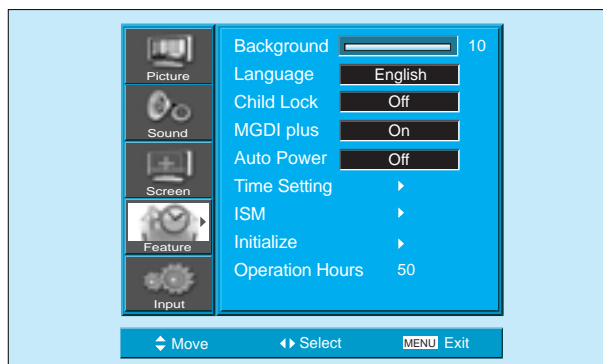 Picture
Sound
Screen
Feature
Input
Background 10
Language English
Child Lock Off
MGDI plus On
Auto Power Off
Time Setting
ISM
Initialize
Operation Hours 50
Move Select MENU Exit